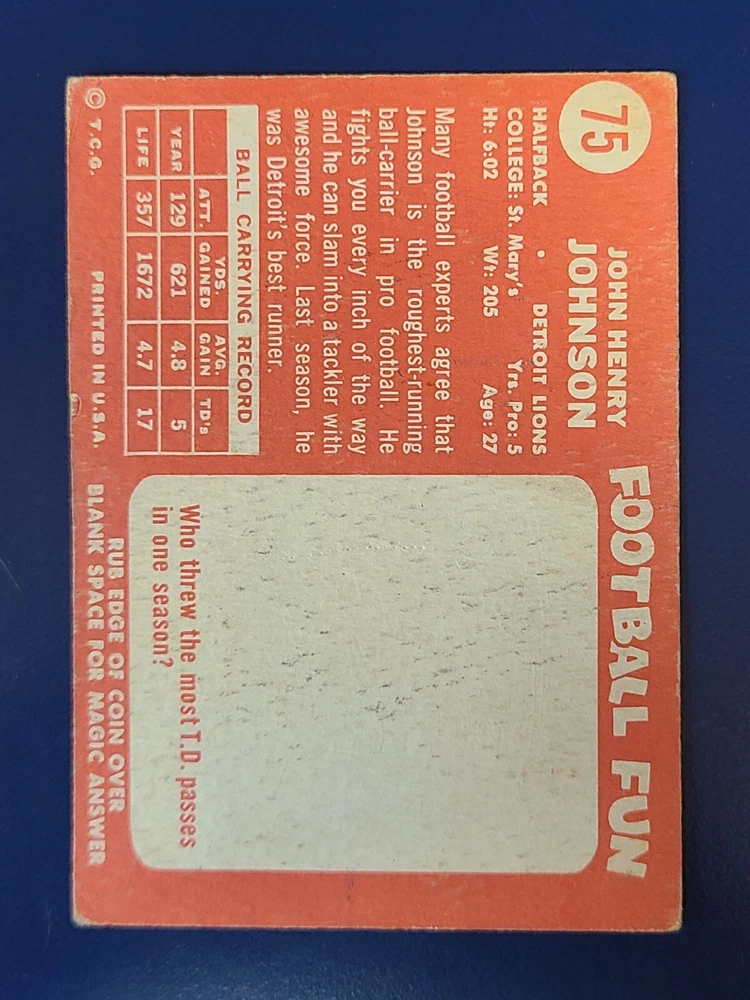 75
JOHN HENRY
JOHNSON
HALFBACK • DETROIT LIONS
COLLEGE: St. Mary's Yrs. Pro: 5
Ht: 6:02 Wt: 205 Age: 27
Many football experts agree that
Johnson is the roughest-running
ball-carrier in pro football. He
fights you every inch of the way
and he can slam into a tackler with
awesome force. Last season, he
was Detroit's best runner.
BALL CARRYING RECORD
ATT. YDS. GAINED AVG. GAIN TD's
YEAR 129 621 4.8 5
LIFE 357 1672 4.7 17
© T.C.G. PRINTED IN U.S.A.
FOOTBALL FUN
Who threw the most T.D. passes
in one season?
RUB EDGE OF COIN OVER
BLANK SPACE FOR MAGIC ANSWER